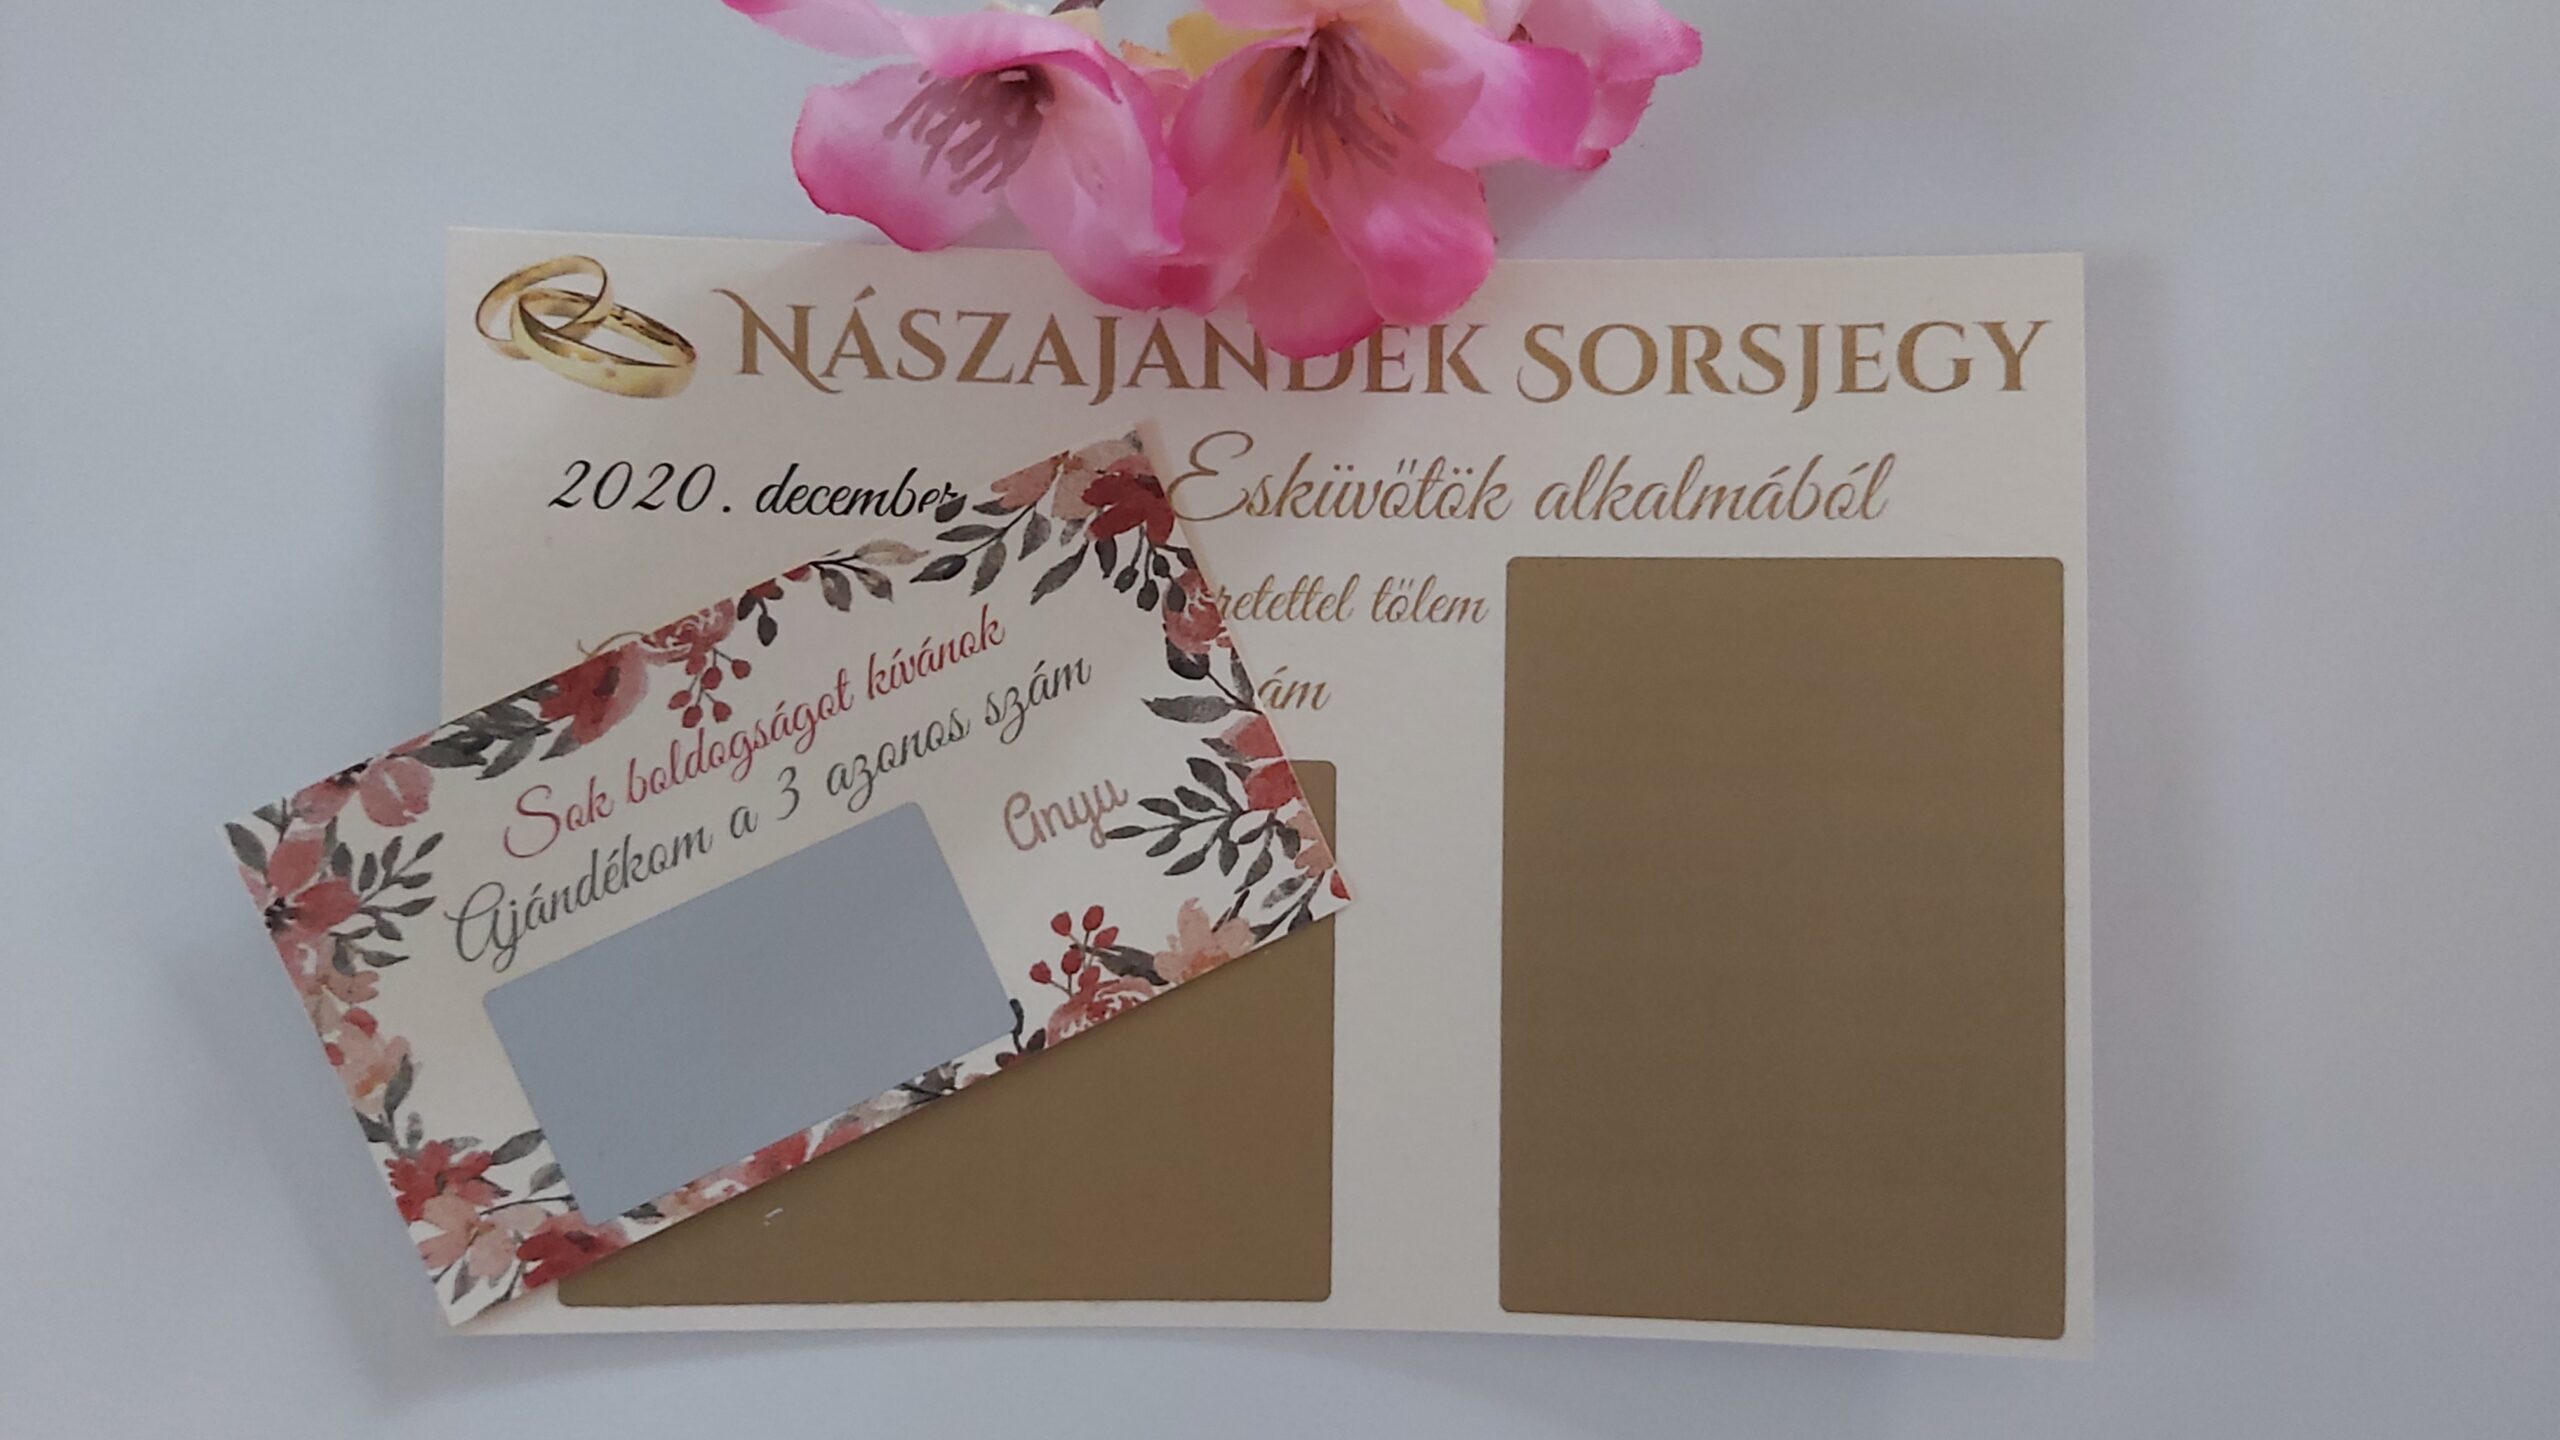 NÁSZAJÁNDÉK SORSJEGY
2020. december
Esküvőtök alkalmából
tőlem
Sok boldogságot kívánok
Ajándékom a 3 azonos szám
Anyu